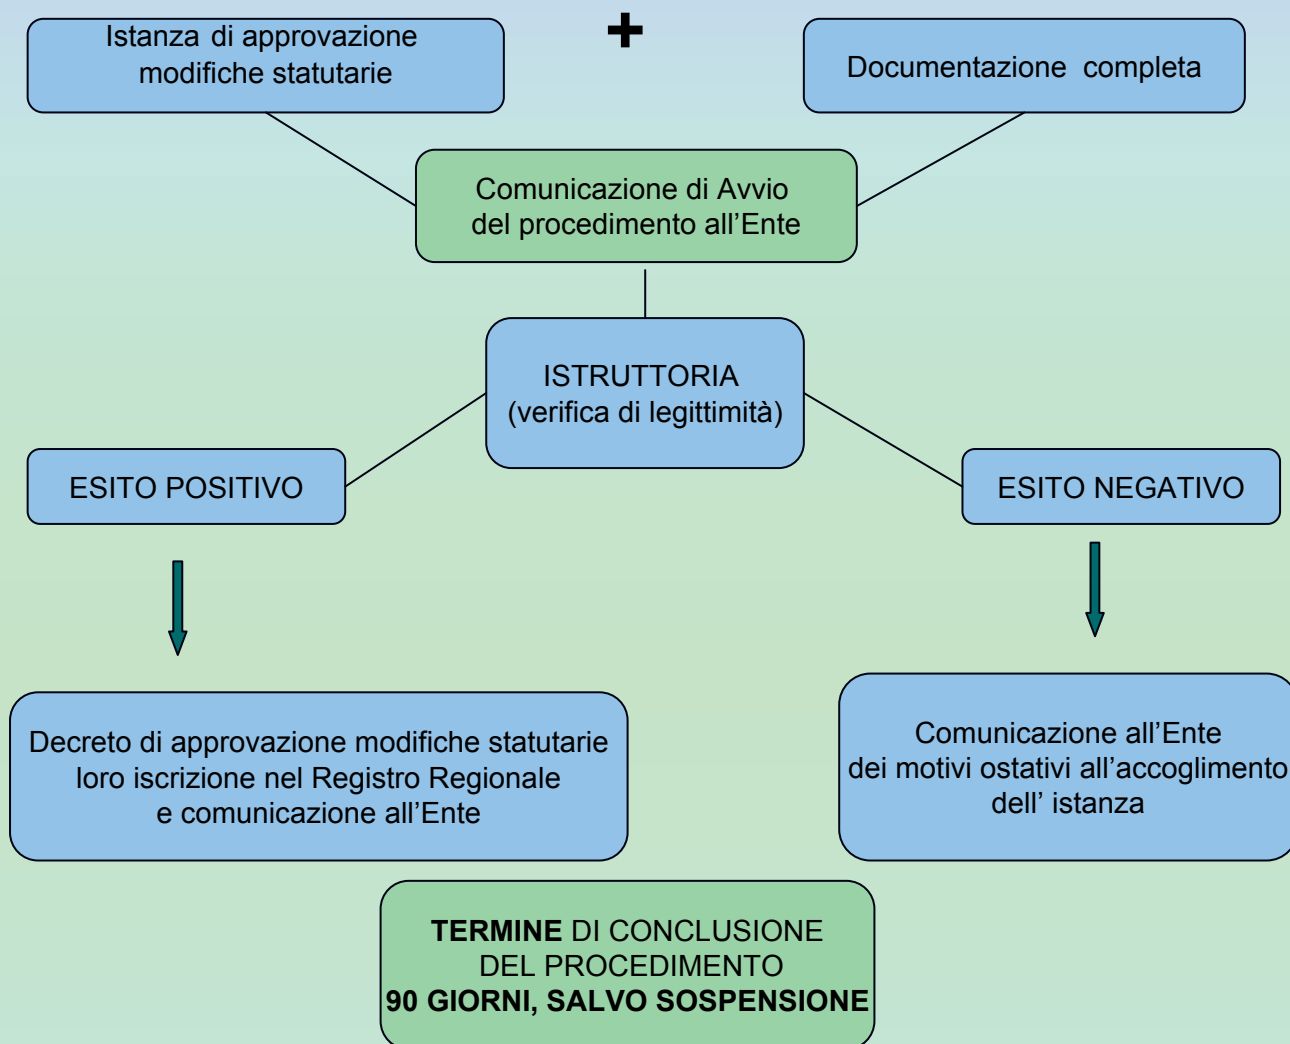 Istanza di approvazione
modifiche statutarie
+
Documentazione completa
Comunicazione di Avvio
del procedimento all’Ente
ISTRUTTORIA
(verifica di legittimità)
ESITO POSITIVO
ESITO NEGATIVO
Decreto di approvazione modifiche statutarie
loro iscrizione nel Registro Regionale
e comunicazione all’Ente
Comunicazione all’Ente
dei motivi ostativi all’accoglimento
dell’ istanza
TERMINE DI CONCLUSIONE
DEL PROCEDIMENTO
90 GIORNI, SALVO SOSPENSIONE